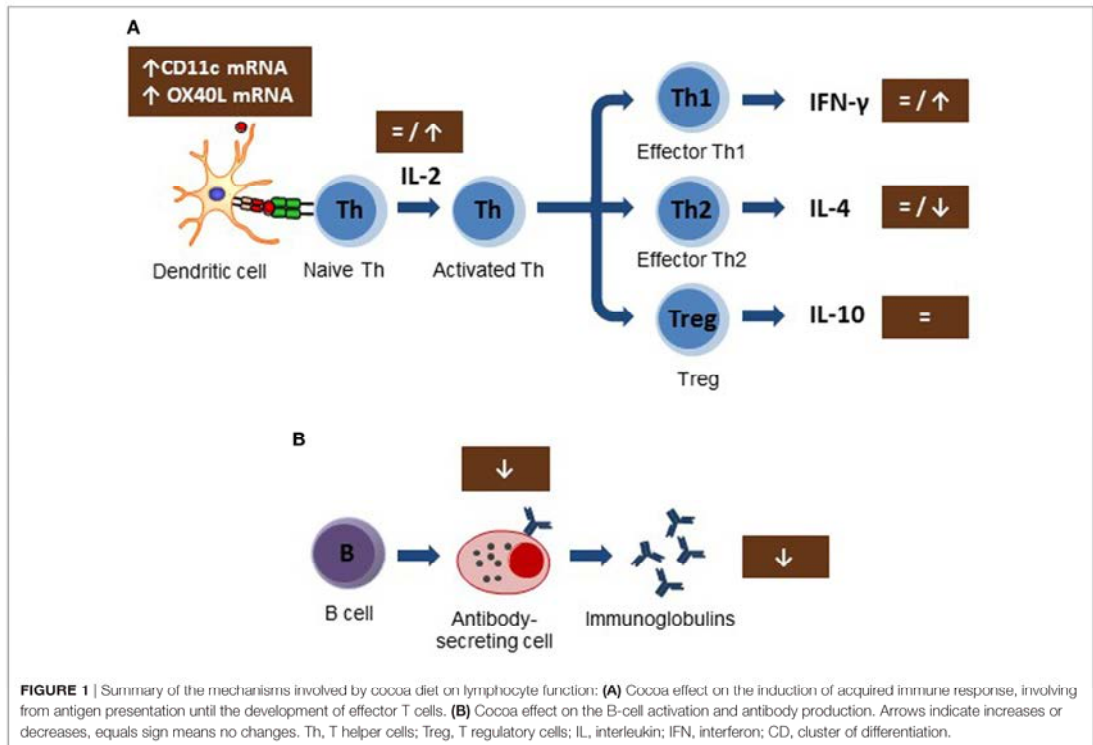 A
↑CD11c mRNA
↑ OX40L mRNA
= / ↑
IL-2
Th
Th
Dendritic cell
Naive Th
Activated Th
Th1
IFN-γ
= / ↑
Effector Th1
Th2
IL-4
= / ↓
Effector Th2
Treg
IL-10
=
Treg
B
↓
B
↓
B cell
Antibody-
secreting cell
Immunoglobulins
FIGURE 1 | Summary of the mechanisms involved by cocoa diet on lymphocyte function: (A) Cocoa effect on the induction of acquired immune response, involving
from antigen presentation until the development of effector T cells. (B) Cocoa effect on the B-cell activation and antibody production. Arrows indicate increases or
decreases, equals sign means no changes. Th, T helper cells; Treg, T regulatory cells; IL, interleukin; IFN, interferon; CD, cluster of differentiation.